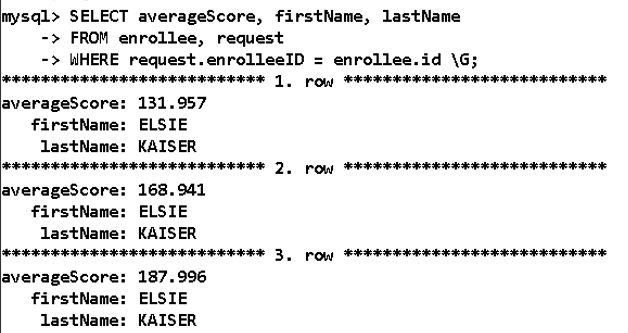 mysql> SELECT averageScore, firstName, lastName
    -> FROM enrollee, request
    -> WHERE request.enrolleeID = enrollee.id \G;
*************************** 1. row ***************************
averageScore: 131.957
   firstName: ELSIE
    lastName: KAISER
*************************** 2. row ***************************
averageScore: 168.941
   firstName: ELSIE
    lastName: KAISER
*************************** 3. row ***************************
averageScore: 187.996
   firstName: ELSIE
    lastName: KAISER